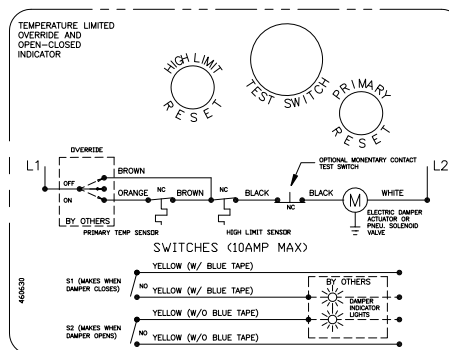 TEMPERATURE LIMITED
OVERRIDE AND
OPEN-CLOSED
INDICATOR
HIGH LIMIT
RESET
TEST SWITCH
PRIMARY
RESET
L1
OVERRIDE
OFF
ON
BY OTHERS
BROWN
ORANGE
NC
BROWN
NC
BLACK
OPTIONAL MONENTARY CONTACT
TEST SWITCH
NC
BLACK
M
WHITE
L2
PRIMARY TEMP SENSOR
HIGH LIMIT SENSOR
ELECTRIC DAMPER
ACTUATOR OR
PNEU. SOLENOID
VALVE
SWITCHES (10AMP MAX)
460630
S1 (MAKES WHEN
DAMPER CLOSES)
NO
YELLOW (W/ BLUE TAPE)
YELLOW (W/ BLUE TAPE)
S2 (MAKES WHEN
DAMPER OPENS)
NO
YELLOW (W/O BLUE TAPE)
YELLOW (W/O BLUE TAPE)
BY OTHERS
DAMPER
INDICATOR
LIGHTS